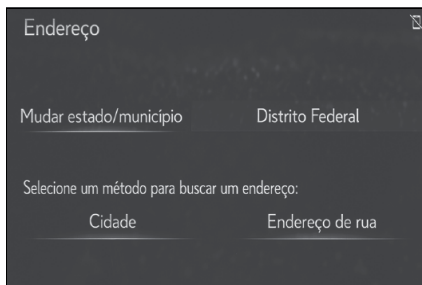 Endereço
Mudar estado/município Distrito Federal
Selecione um método para buscar um endereço:
Cidade Endereço de rua